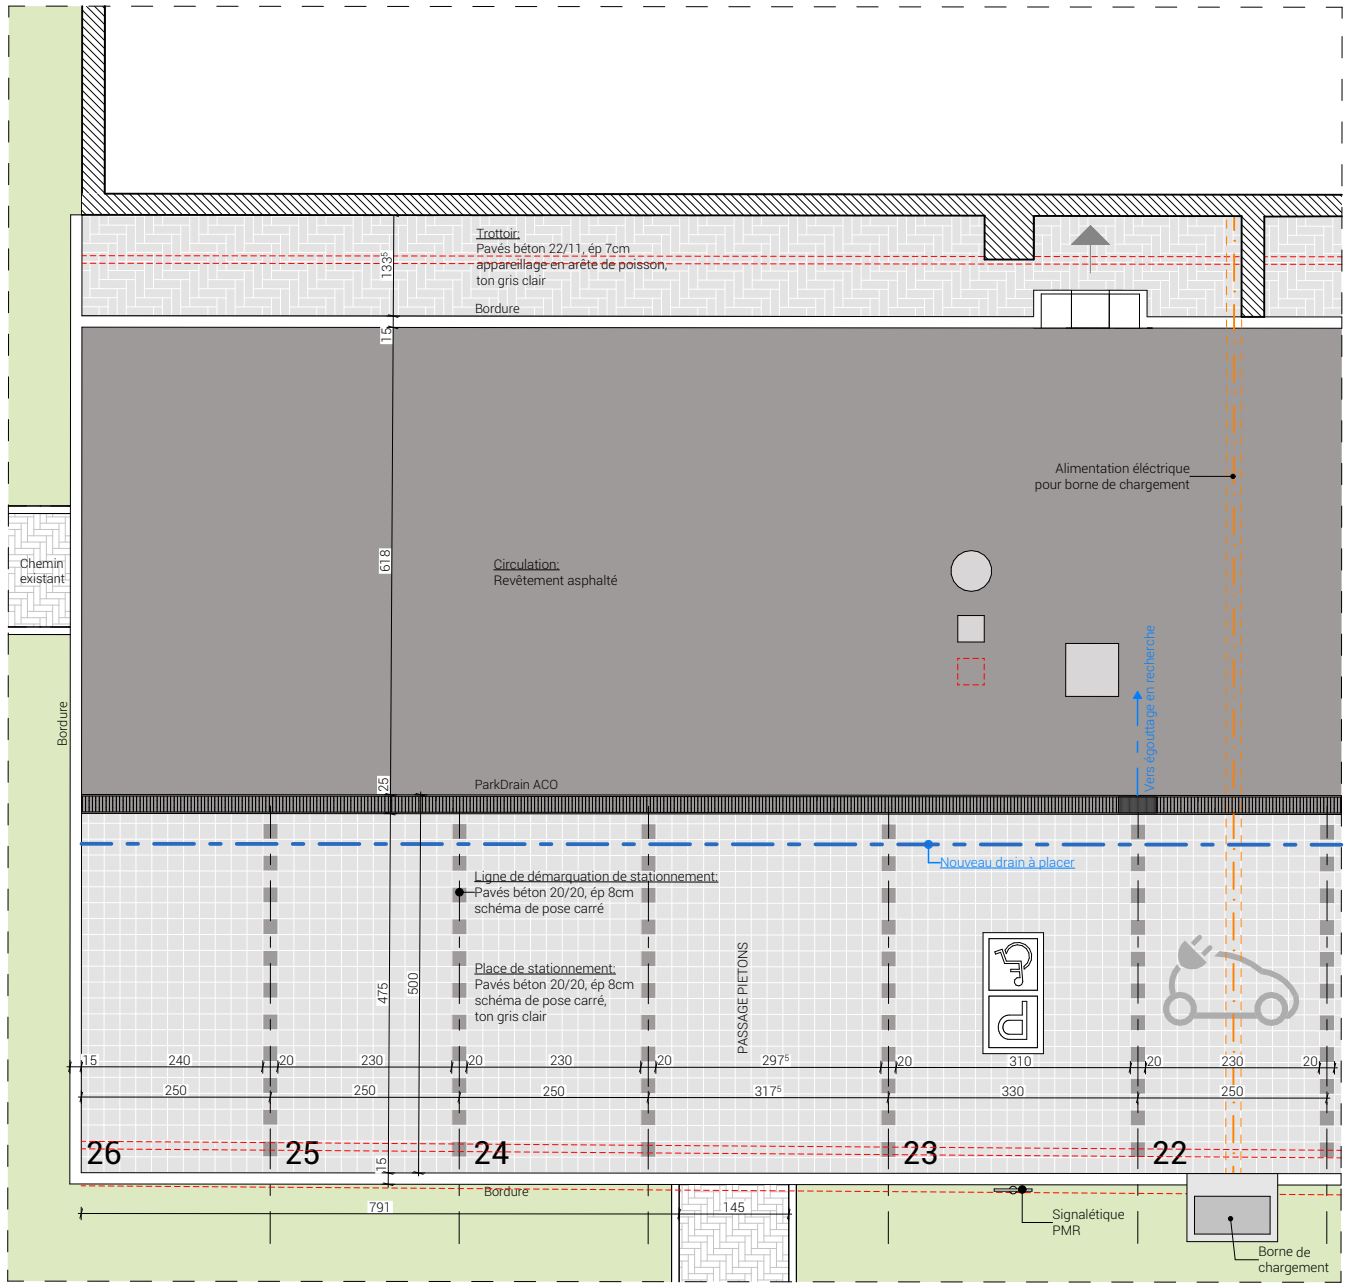 Trottoir:
Pavés béton 22/11, ép 7cm
appareillage en arête de poisson,
ton gris clair
133⁵
Bordure
15
Alimentation éléctrique
pour borne de chargement
618
Chemin
existant
Circulation:
Revêtement asphalté
Vers égouttage en recherche
Bordure
25
ParkDrain ACO
Nouveau drain à placer
Ligne de démarquation de stationnement:
Pavés béton 20/20, ép 8cm
schéma de pose carré
Place de stationnement:
Pavés béton 20/20, ép 8cm
schéma de pose carré,
ton gris clair
475
500
PASSAGE PIETONS
P
15 240 20 230 20 230 20 297⁵ 20 310 20 230 20
250 250 250 317⁵ 330 250
26 25 24 23 22
15
Bordure
791 145
Signalétique
PMR
Borne de
chargement